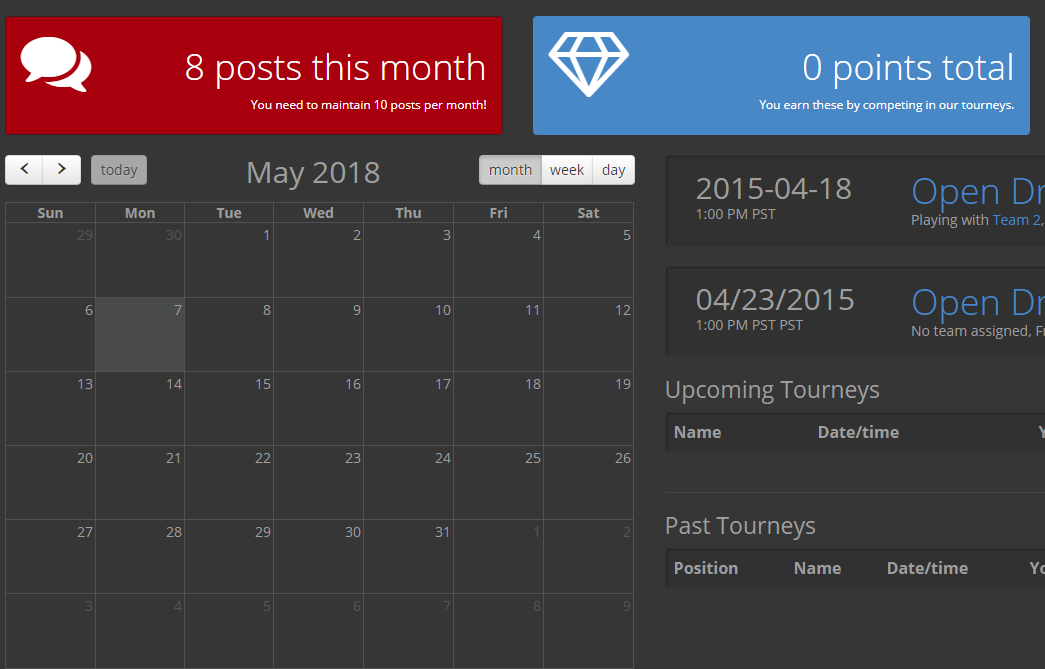 8 posts this month
You need to maintain 10 posts per month!
0 points total
You earn these by competing in our tourneys.
today
May 2018
month week day
Sun Mon Tue Wed Thu Fri Sat
29 30 1 2 3 4 5
6 7 8 9 10 11 12
13 14 15 16 17 18 19
20 21 22 23 24 25 26
27 28 29 30 31 1 2
3 4 5 6 7 8 9
2015-04-18
1:00 PM PST
Open
Playing with Team 2,
04/23/2015
1:00 PM PST PST
Open
No team assigned,
Upcoming Tourneys
Name Date/time
Past Tourneys
Position Name Date/time